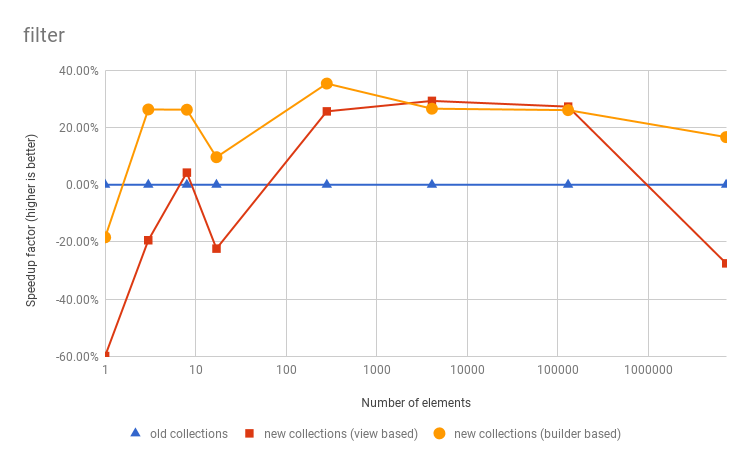 filter
Speedup factor (higher is better)
40.00%
20.00%
0.00%
-20.00%
-40.00%
-60.00%
1 10 100 1000 10000 100000 1000000
Number of elements
old collections new collections (view based) new collections (builder based)